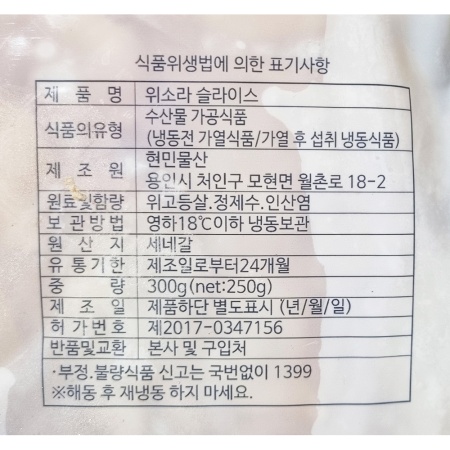 식품위생법에 의한 표기사항
제 품 명 위소라 슬라이스
식품의유형 수산물 가공식품
(냉동전 가열식품/가열 후 섭취 냉동식품)
제 조 원 현민물산
용인시 처인구 모현면 월촌로 18-2
원료및함량 위고등살.정제수.인산염
보 관 방 법 영하18℃이하 냉동보관
원 산 지 세네갈
유 통 기 한 제조일로부터24개월
중 량 300g(net:250g)
제 조 일 제품하단 별도표시 (년/월/일)
허 가 번 호 제2017-0347156
반품및교환 본사 및 구입처
·부정.불량식품 신고는 국번없이 1399
※해동 후 재냉동 하지 마세요.